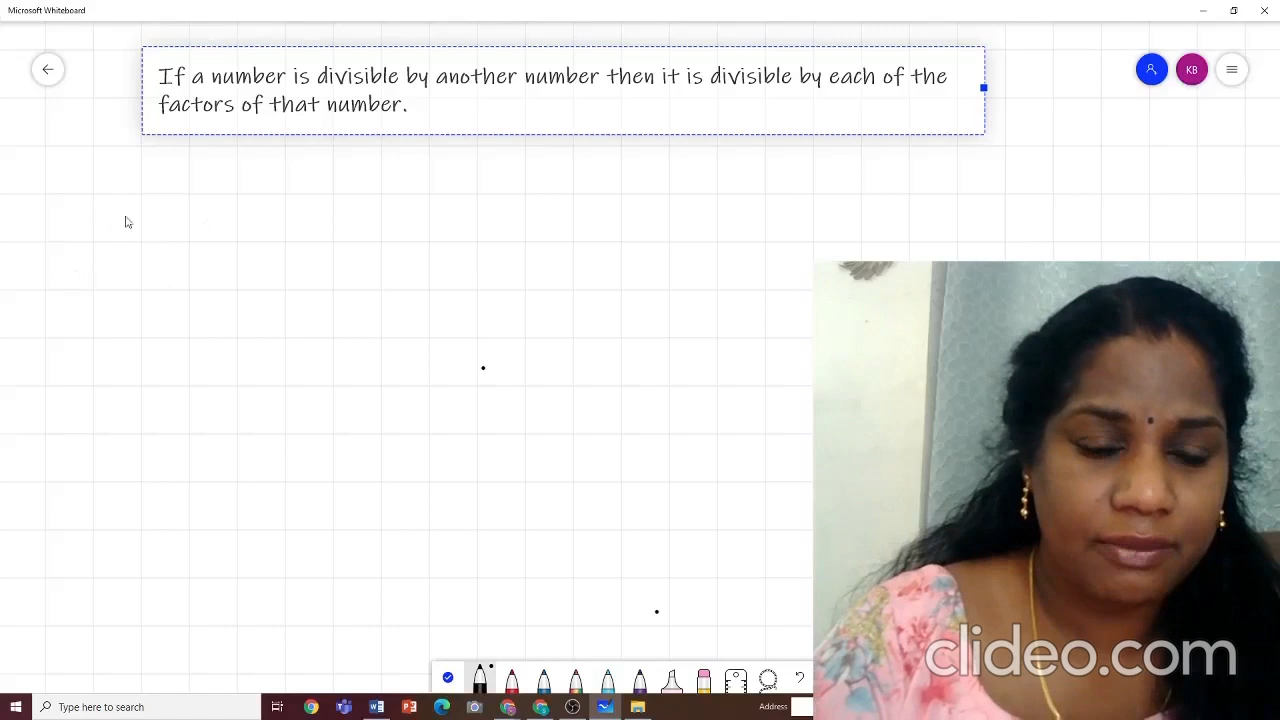 Microsoft Whiteboard
If a number is divisible by another number then it is divisible by each of the
factors of that number.
KB
clideo.com
Type here to search
Address